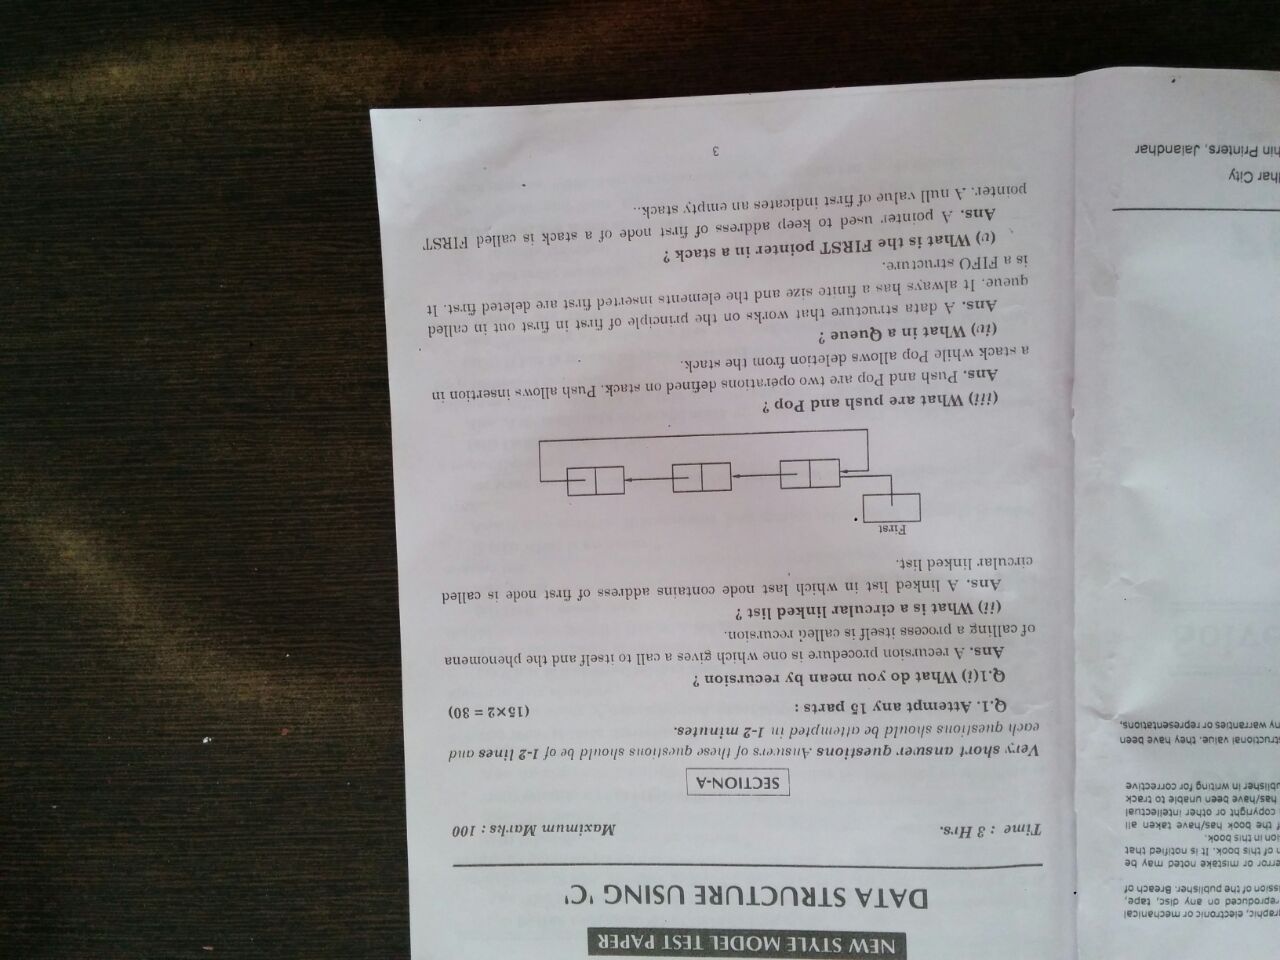 graphic, electronic or mechanical
reproduced on any disc, tape,
ission of the publisher. Breach of
error or mistake noted may be
n of this book. It is notified that
ion in this book.
f the book has/have taken all
copyright or other intellectual
has/have been unable to track
ublisher in writing for corrective
structional value. they have been
ny warranties or representations,
lhar City
hin Printers, Jalandhar
NEW STYLE MODEL TEST PAPER
DATA STRUCTURE USING 'C'
Time : 3 Hrs. Maximum Marks : 100
SECTION-A
Very short answer questions Answers of these questions should be of 1-2 lines and
each questions should be attempted in 1-2 minutes.
Q.1. Attempt any 15 parts : (15×2 = 30)
Q.1(i) What do you mean by recursion ?
Ans. A recursion procedure is one which gives a call to itself and the phenomena
of calling a process itself is called recursion.
(ii) What is a circular linked list ?
Ans. A linked list in which last node contains address of first node is called
circular linked list.
First
(iii) What are push and Pop ?
Ans. Push and Pop are two operations defined on stack. Push allows insertion in
a stack while Pop allows deletion from the stack.
(iv) What in a Queue ?
Ans. A data structure that works on the principle of first in first out in called
queue. It always has a finite size and the elements inserted first are deleted first. It
is a FIFO structure.
(v) What is the FIRST pointer in a stack ?
Ans. A pointer used to keep address of first node of a stack is called FIRST
pointer. A null value of first indicates an empty stack..
3